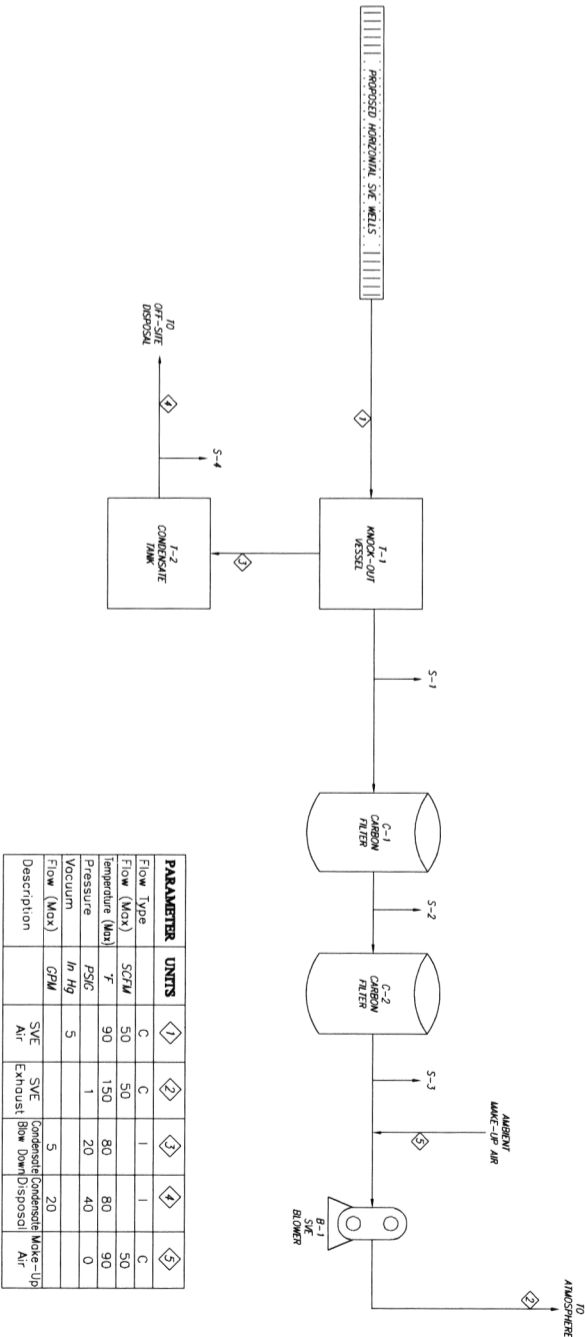 PROPOSED HORIZONTAL SVE WELLS
1
T-1
KNOCK-OUT
VESSEL
S-1
C-1
CARBON
FILTER
S-2
C-2
CARBON
FILTER
S-3
AMBIENT
MAKE-UP AIR
5
B-1
SVE
BLOWER
2
TO
ATMOSPHERE
3
T-2
CONDENSATE
TANK
S-4
4
TO
OFF-SITE
DISPOSAL
PARAMETER UNITS 1 2 3 4 5
Flow Type C C I I C
Flow (Max) SCFM 50 50 50
Temperature (Max) °F 90 150 80 80 90
Pressure PSIG 1 20 40 0
Vacuum In Hg 5
Flow (Max) GPM 5 20
Description SVE Air SVE Exhaust Condensate Blow Down Condensate Disposal Make-Up Air